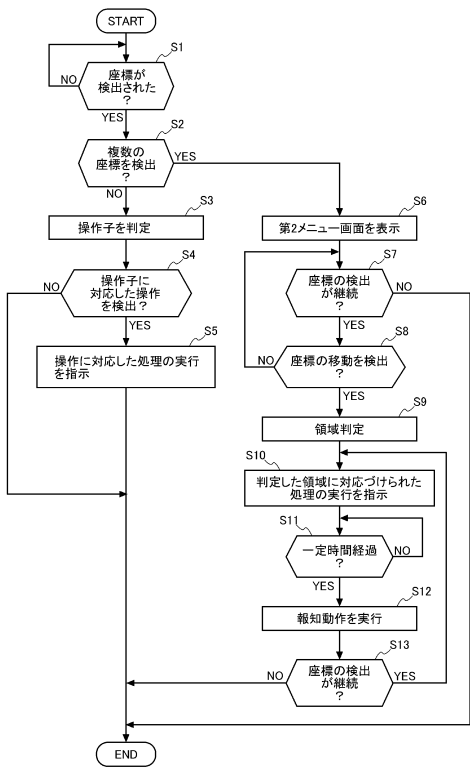 START
S1
座標が
検出された
?
NO
YES
S2
複数の
座標を検出
?
YES
NO
S3
操作子を判定
S4
操作子に
対応した操作
を検出?
NO
YES
S5
操作に対応した処理の実行
を指示
S6
第2メニュー画面を表示
S7
座標の検出
が継続
?
NO
YES
S8
座標の移動を検出
?
NO
YES
S9
領域判定
S10
判定した領域に対応づけられた
処理の実行を指示
S11
一定時間経過
?
NO
YES
S12
報知動作を実行
S13
座標の検出
が継続
?
NO
YES
END